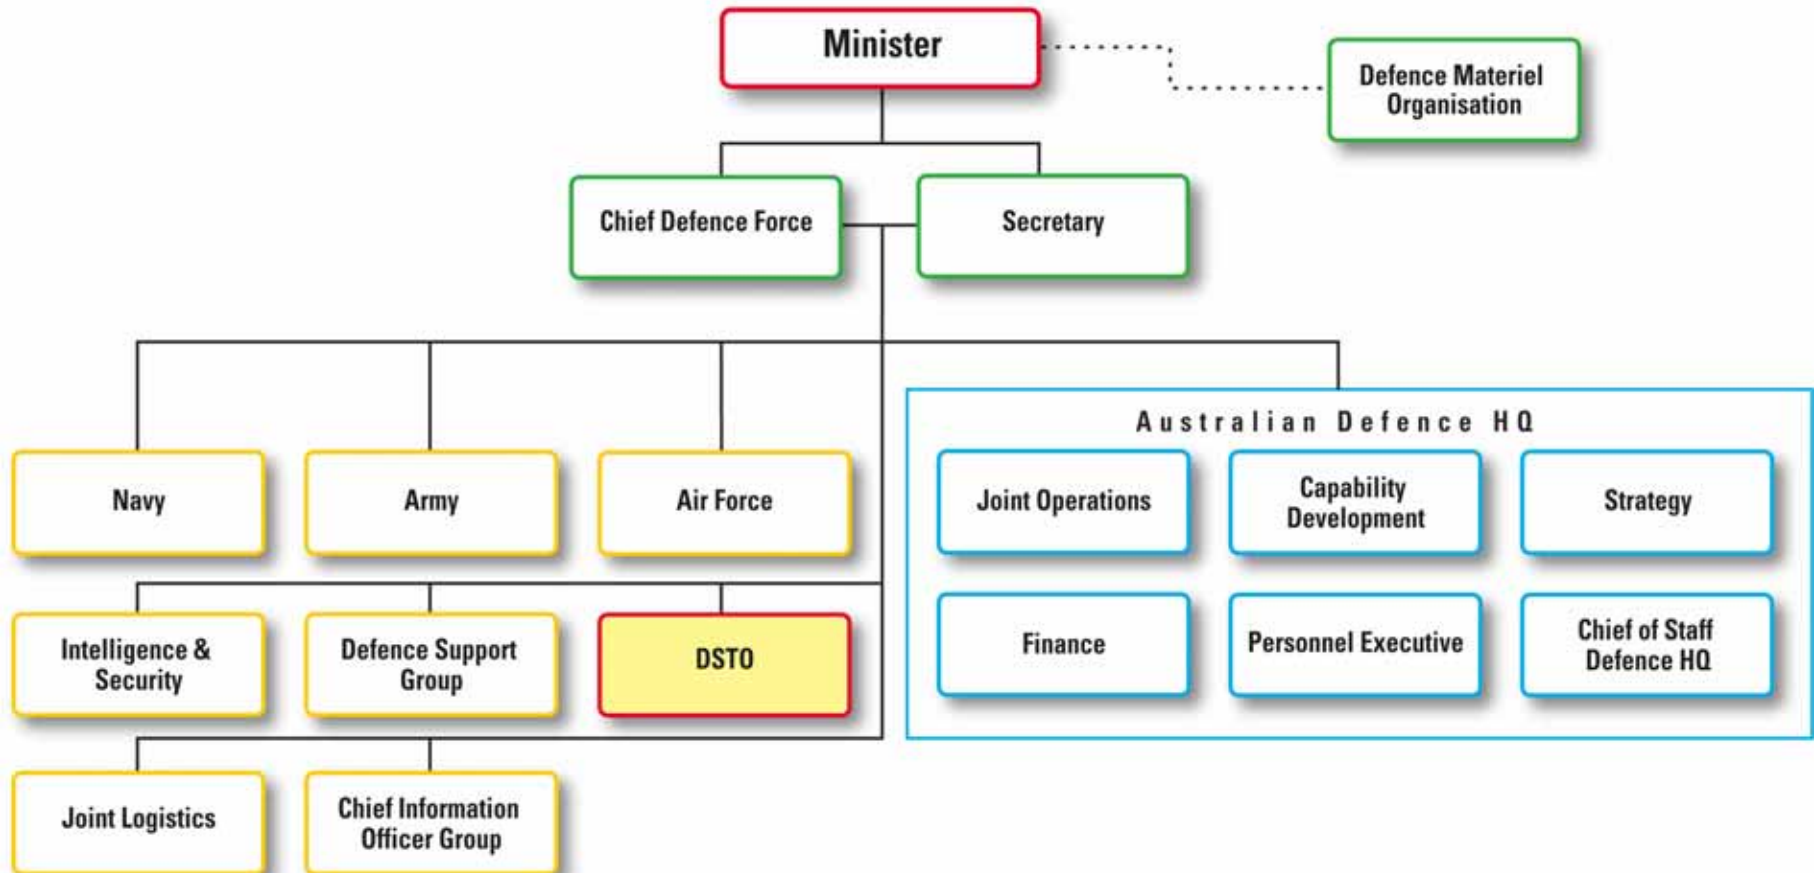 Minister
Defence Materiel
Organisation
Chief Defence Force
Secretary
Australian Defence HQ
Navy
Army
Air Force
Joint Operations
Capability
Development
Strategy
Intelligence &
Security
Defence Support
Group
DSTO
Finance
Personnel Executive
Chief of Staff
Defence HQ
Joint Logistics
Chief Information
Officer Group